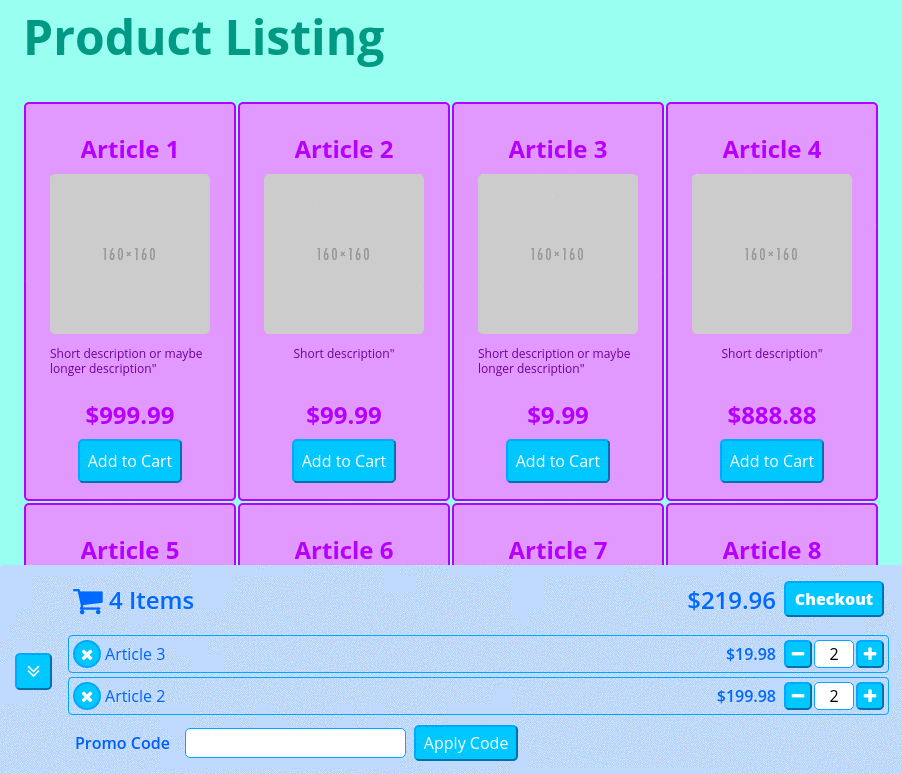 Product Listing
Article 1
160×160
Short description or maybe
longer description"
$999.99
Add to Cart
Article 2
160×160
Short description"
$99.99
Add to Cart
Article 3
160×160
Short description or maybe
longer description"
$9.99
Add to Cart
Article 4
160×160
Short description"
$888.88
Add to Cart
Article 5
Article 6
Article 7
Article 8
4 Items
$219.96
Checkout
Article 3 $19.98 2
Article 2 $199.98 2
Promo Code
Apply Code